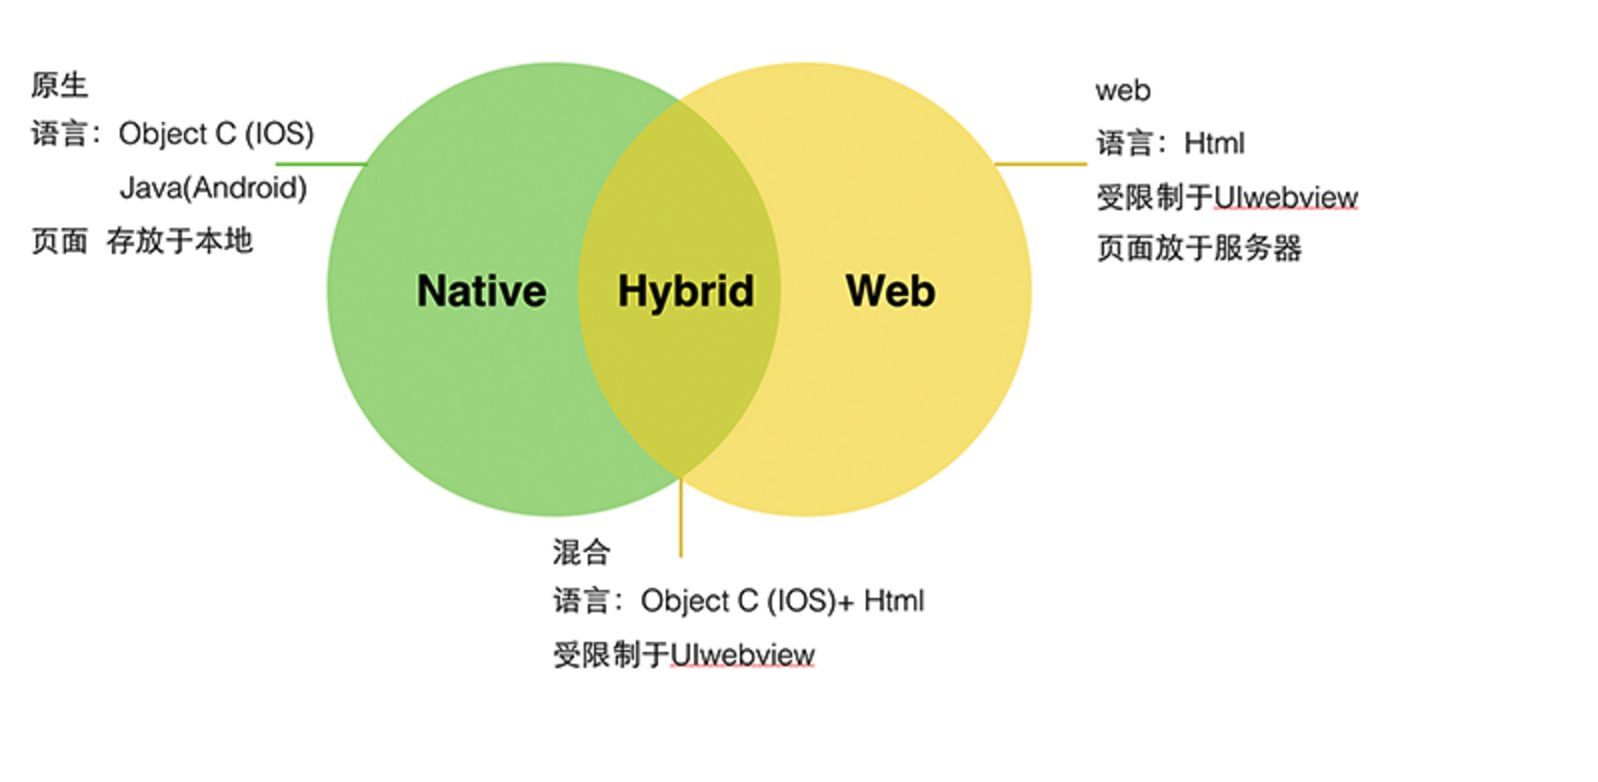 原生
语言：Object C (IOS)
Java(Android)
页面 存放于本地
Native
Hybrid
Web
web
语言：Html
受限制于UIwebview
页面放于服务器
混合
语言：Object C (IOS)+ Html
受限制于UIwebview